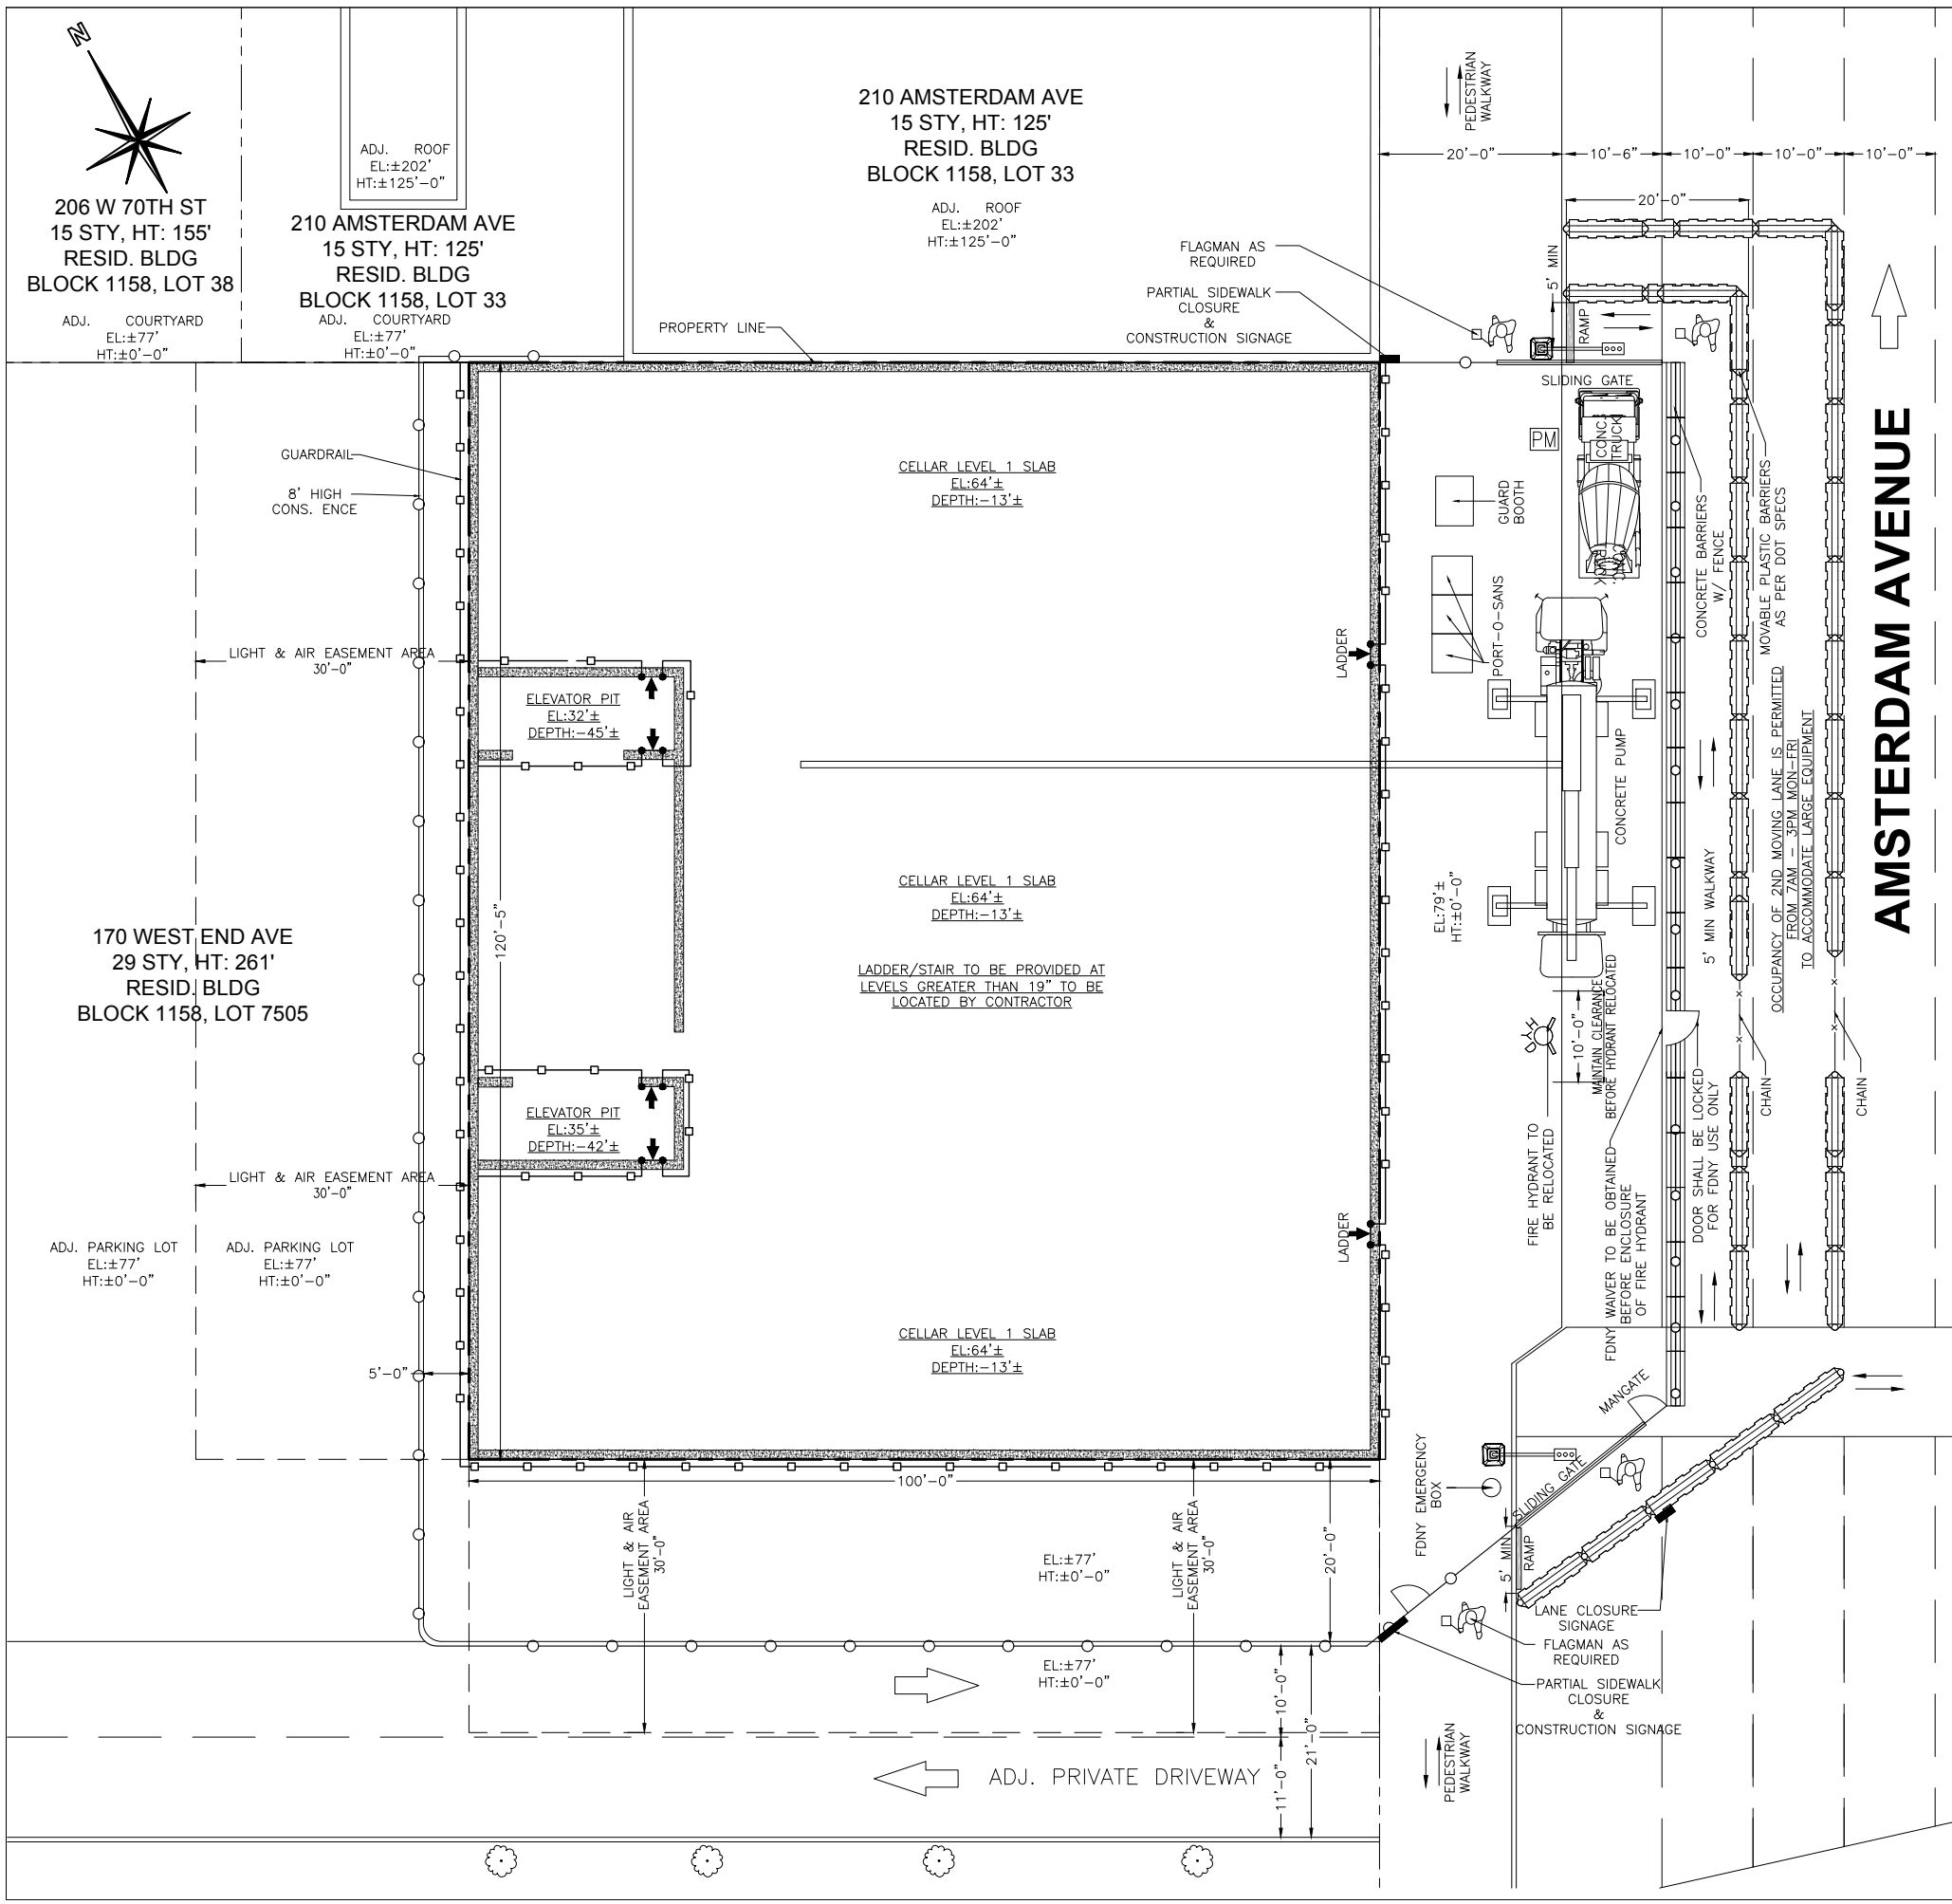 N
206 W 70TH ST
15 STY, HT: 155'
RESID. BLDG
BLOCK 1158, LOT 38
ADJ. COURTYARD
EL:±77'
HT:±0'-0"
ADJ. ROOF
EL:±202'
HT:±125'-0"
210 AMSTERDAM AVE
15 STY, HT: 125'
RESID. BLDG
BLOCK 1158, LOT 33
ADJ. COURTYARD
EL:±77'
HT:±0'-0"
210 AMSTERDAM AVE
15 STY, HT: 125'
RESID. BLDG
BLOCK 1158, LOT 33
ADJ. ROOF
EL:±202'
HT:±125'-0"
PROPERTY LINE
FLAGMAN AS
REQUIRED
PARTIAL SIDEWALK
CLOSURE
&
CONSTRUCTION SIGNAGE
PEDESTRIAN
WALKWAY
20'-0"
10'-6"
10'-0"
10'-0"
10'-0"
20'-0"
5' MIN
RAMP
SLIDING GATE
GUARDRAIL
8' HIGH
CONS. ENCE
CELLAR LEVEL 1 SLAB
EL:64'±
DEPTH:-13'±
PM
CONC.
TRUCK
GUARD
BOOTH
PORT-O-SANS
LADDER
CONCRETE BARRIERS
W/ FENCE
MOVABLE PLASTIC BARRIERS
AS PER DOT SPECS
AMSTERDAM AVENUE
LIGHT & AIR EASEMENT AREA
30'-0"
ELEVATOR PIT
EL:32'±
DEPTH:-45'±
120'-5"
CONCRETE PUMP
OCCUPANCY OF 2ND MOVING LANE IS PERMITTED
FROM 7AM - 3PM MON-FRI
TO ACCOMMODATE LARGE EQUIPMENT
5' MIN WALKWAY
CELLAR LEVEL 1 SLAB
EL:64'±
DEPTH:-13'±
EL:79'±
HT:±0'-0"
170 WEST END AVE
29 STY, HT: 261'
RESID. BLDG
BLOCK 1158, LOT 7505
LADDER/STAIR TO BE PROVIDED AT
LEVELS GREATER THAN 19" TO BE
LOCATED BY CONTRACTOR
HYD
10'-0"
MAINTAIN CLEARANCE
BEFORE HYDRANT RELOCATED
CHAIN
CHAIN
ELEVATOR PIT
EL:35'±
DEPTH:-42'±
FIRE HYDRANT TO
BE RELOCATED
FDNY WAIVER TO BE OBTAINED
BEFORE ENCLOSURE
OF FIRE HYDRANT
DOOR SHALL BE LOCKED
FOR FDNY USE ONLY
LIGHT & AIR EASEMENT AREA
30'-0"
LADDER
ADJ. PARKING LOT
EL:±77'
HT:±0'-0"
ADJ. PARKING LOT
EL:±77'
HT:±0'-0"
CELLAR LEVEL 1 SLAB
EL:64'±
DEPTH:-13'±
5'-0"
MANGATE
100'-0"
FDNY EMERGENCY
BOX
SLIDING GATE
5' MIN
RAMP
LIGHT & AIR
EASEMENT AREA
30'-0"
LIGHT & AIR
EASEMENT AREA
30'-0"
20'-0"
EL:±77'
HT:±0'-0"
LANE CLOSURE
SIGNAGE
FLAGMAN AS
REQUIRED
PARTIAL SIDEWALK
CLOSURE
&
CONSTRUCTION SIGNAGE
EL:±77'
HT:±0'-0"
10'-0"
21'-0"
11'-0"
ADJ. PRIVATE DRIVEWAY
PEDESTRIAN
WALKWAY